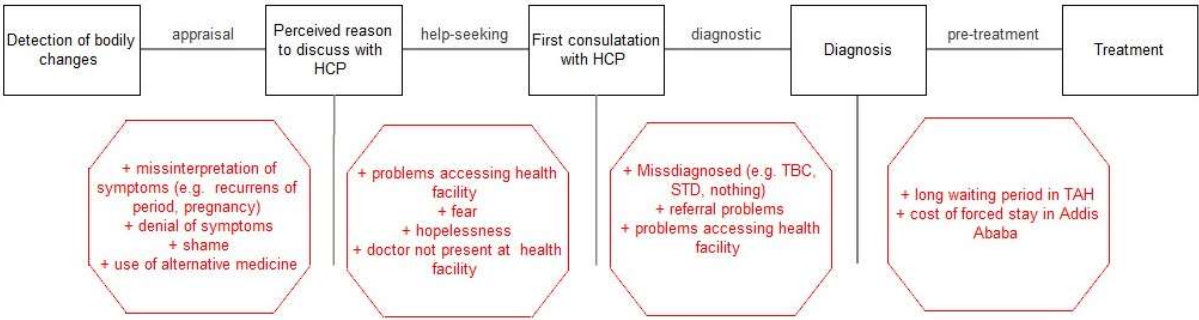 Detection of bodily
changes
appraisal
Perceived reason
to discuss with
HCP
help-seeking
First consulatation
with HCP
diagnostic
Diagnosis
pre-treatment
Treatment
+ missinterpretation of
symptoms (e.g. recurrens of
period, pregnancy)
+ denial of symptoms
+ shame
+ use of alternative medicine
+ problems accessing health
facility
+ fear
+ hopelessness
+ doctor not present at health
facility
+ Missdiagnosed (e.g. TBC,
STD, nothing)
+ referral problems
+ problems accessing health
facility
+ long waiting period in TAH
+ cost of forced stay in Addis
Ababa